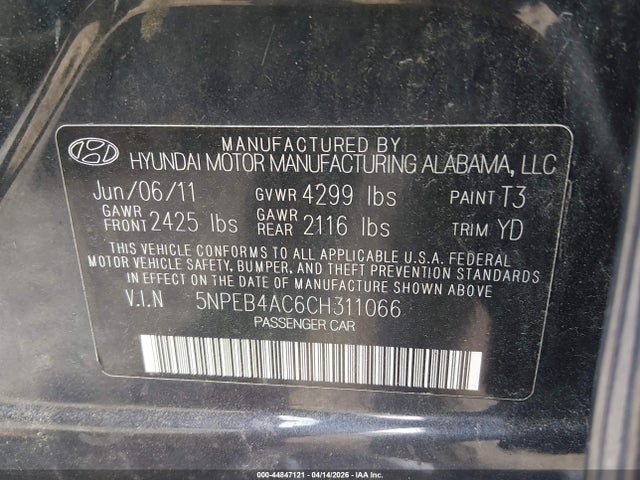 MANUFACTURED BY
HYUNDAI MOTOR MANUFACTURING ALABAMA, LLC
Jun/06/11 GVWR 4299 lbs PAINT T3
GAWR FRONT 2425 lbs GAWR REAR 2116 lbs TRIM YD
THIS VEHICLE CONFORMS TO ALL APPLICABLE U.S.A. FEDERAL
MOTOR VEHICLE SAFETY, BUMPER, AND THEFT PREVENTION STANDARDS
IN EFFECT ON THE DATE OF MANUFACTURE SHOWN ABOVE.
V.I.N 5NPEB4AC6CH311066
PASSENGER CAR
000-44847121 - 04/14/2026 - IAA Inc.